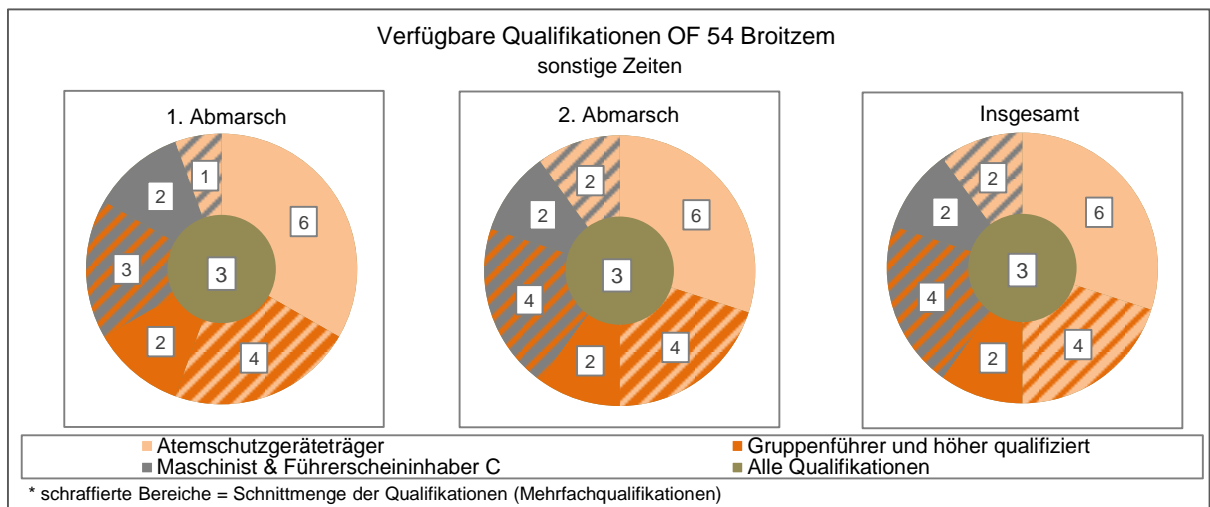 Verfügbare Qualifikationen OF 54 Broitzem
sonstige Zeiten
1. Abmarsch
1
6
4
2
3
2
3
2. Abmarsch
2
6
4
2
4
2
3
Insgesamt
2
6
4
2
4
2
3
Atemschutzgeräteträger
Gruppenführer und höher qualifiziert
Maschinist & Führerscheininhaber C
Alle Qualifikationen
* schraffierte Bereiche = Schnittmenge der Qualifikationen (Mehrfachqualifikationen)